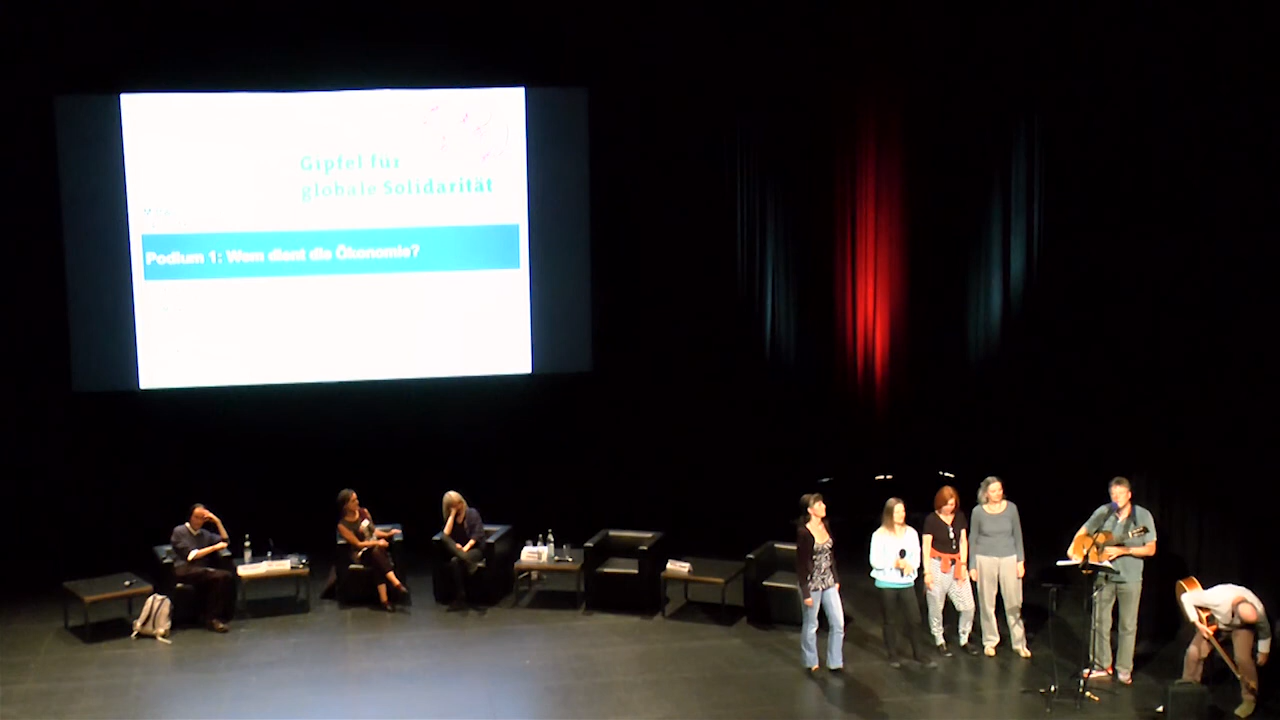 Gipfel für
globale Solidarität
Podium 1: Wem dient die Ökonomie?